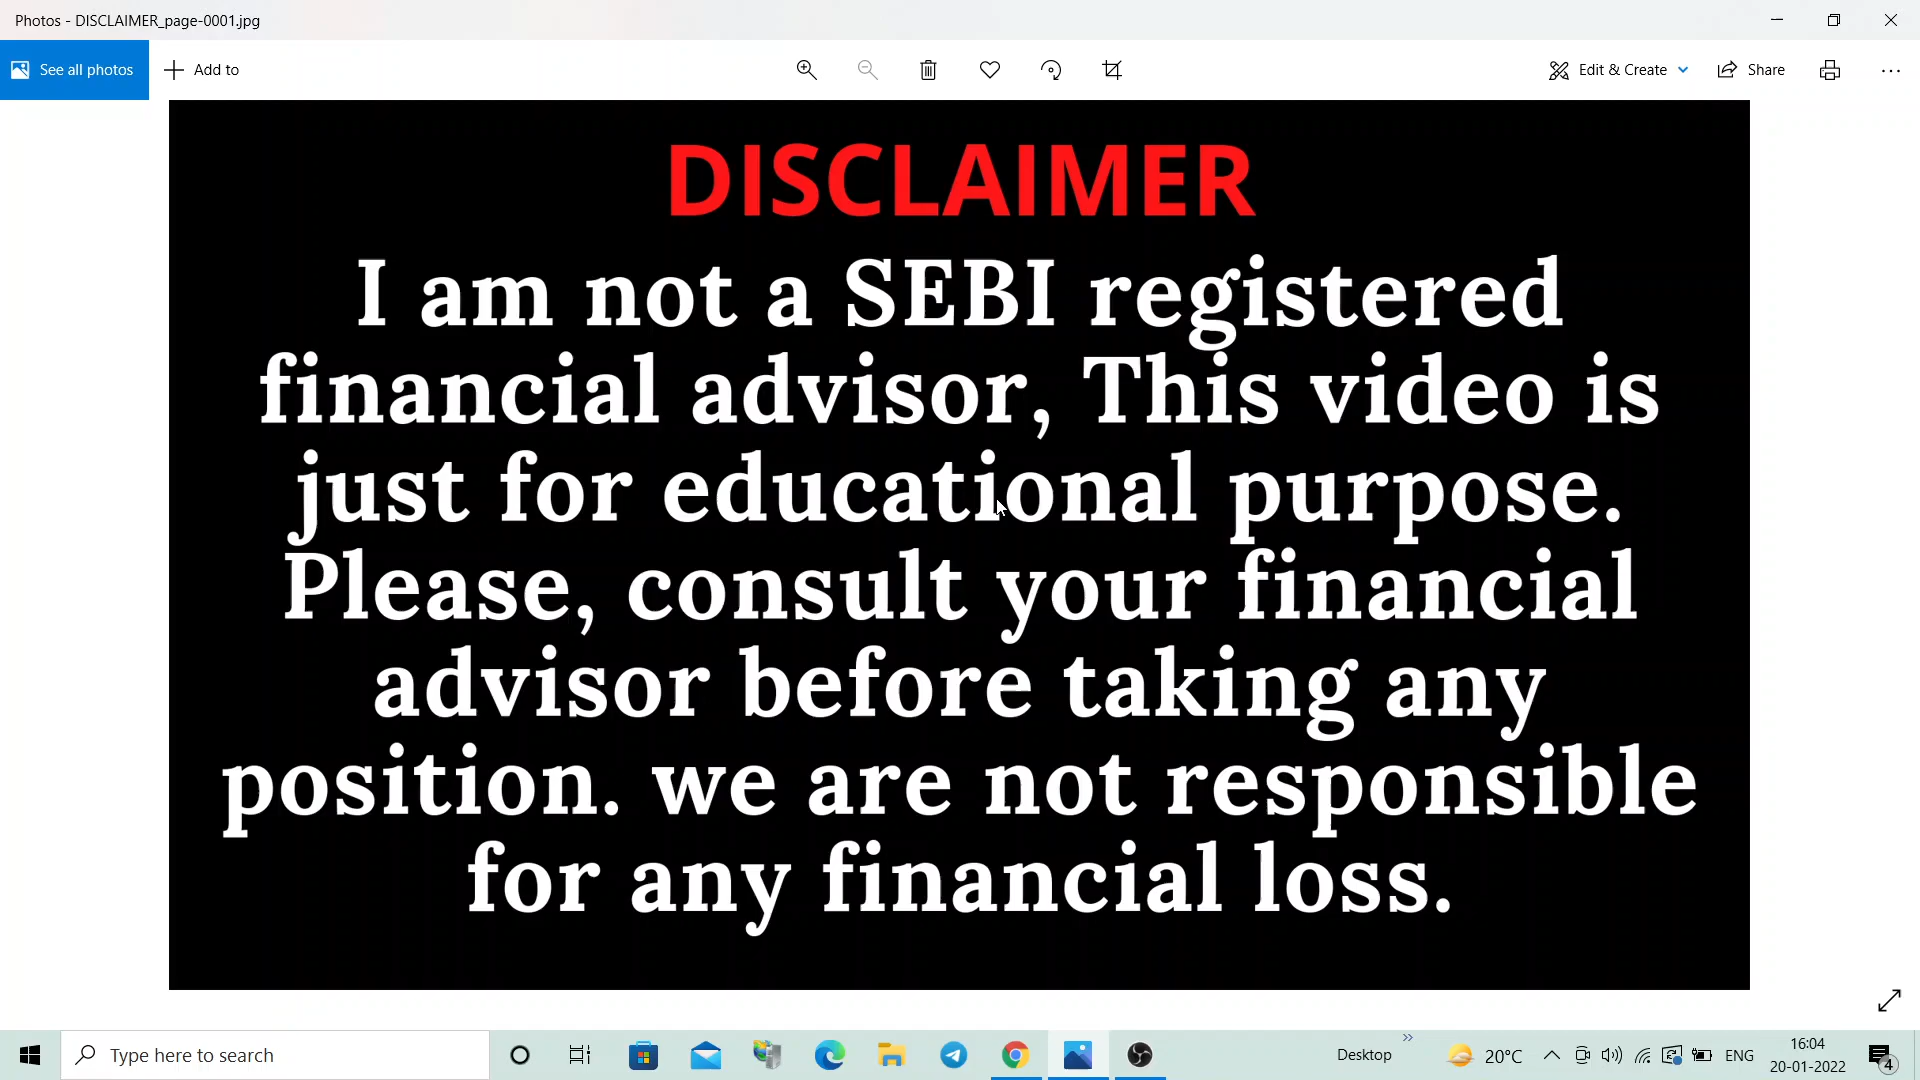 Photos - DISCLAIMER_page-0001.jpg
See all photos
Add to
Edit & Create
Share
DISCLAIMER
I am not a SEBI registered
financial advisor, This video is
just for educational purpose.
Please, consult your financial
advisor before taking any
position. we are not responsible
for any financial loss.
Type here to search
Desktop
20°C
ENG
16:04
20-01-2022
4